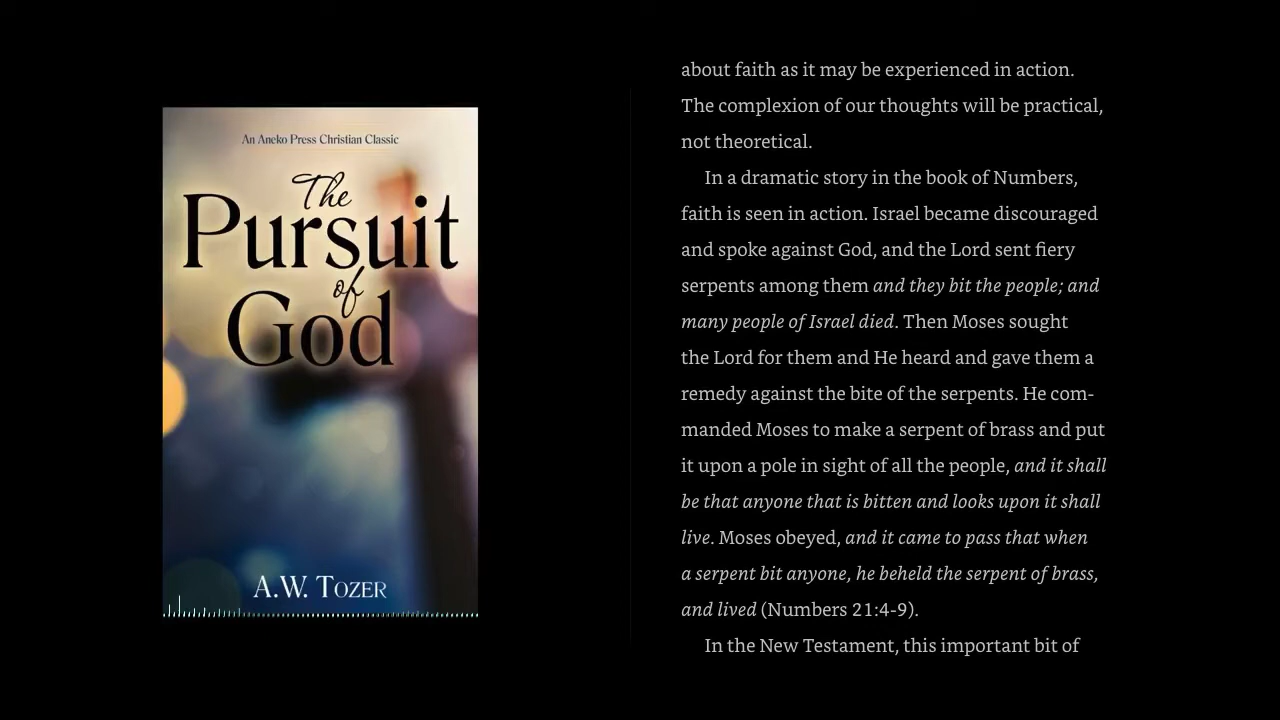 An Aneko Press Christian Classic
The
Pursuit
of
God
A.W. Tozer
about faith as it may be experienced in action.
The complexion of our thoughts will be practical,
not theoretical.
In a dramatic story in the book of Numbers,
faith is seen in action. Israel became discouraged
and spoke against God, and the Lord sent fiery
serpents among them and they bit the people; and
many people of Israel died. Then Moses sought
the Lord for them and He heard and gave them a
remedy against the bite of the serpents. He com-
manded Moses to make a serpent of brass and put
it upon a pole in sight of all the people, and it shall
be that anyone that is bitten and looks upon it shall
live. Moses obeyed, and it came to pass that when
a serpent bit anyone, he beheld the serpent of brass,
and lived (Numbers 21:4-9).
In the New Testament, this important bit of